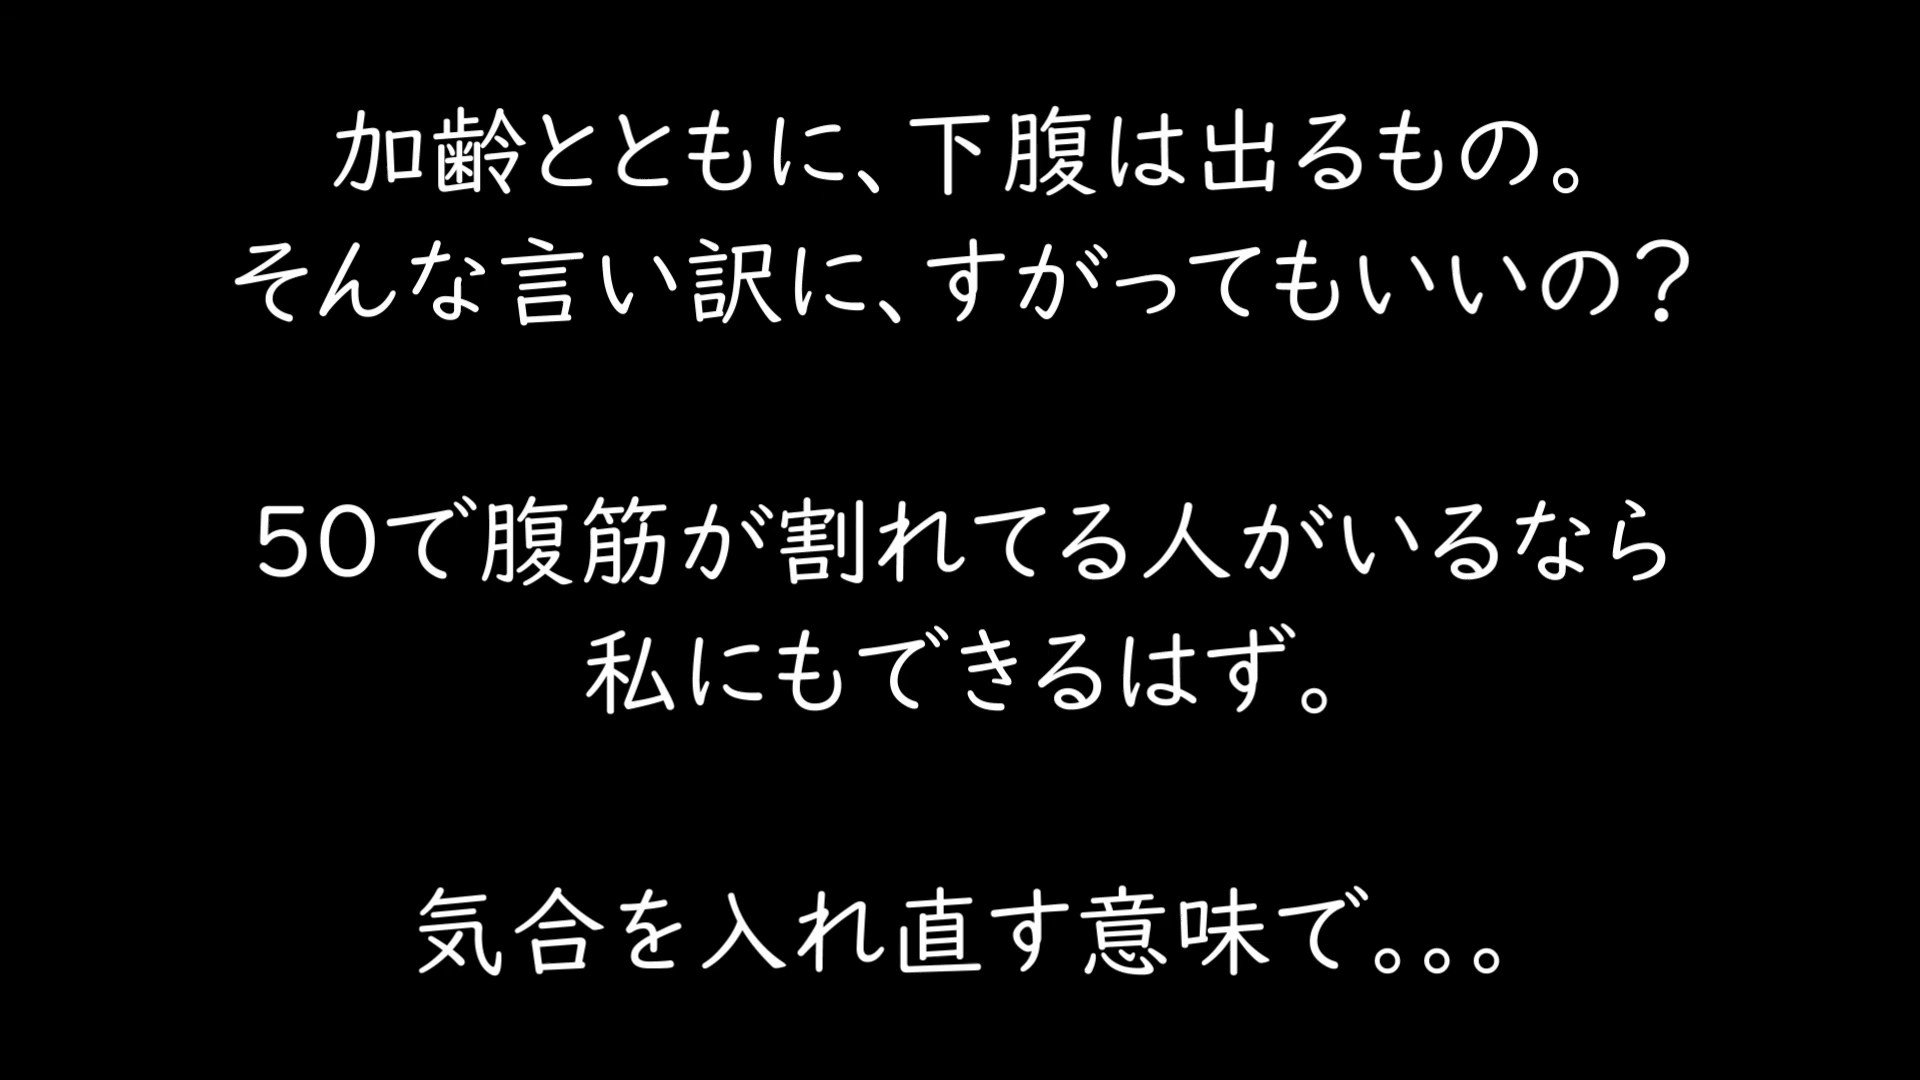 加齢とともに、下腹は出るもの。
そんな言い訳に、すがってもいいの？
50で腹筋が割れてる人がいるなら
私にもできるはず。
気合を入れ直す意味で。。。